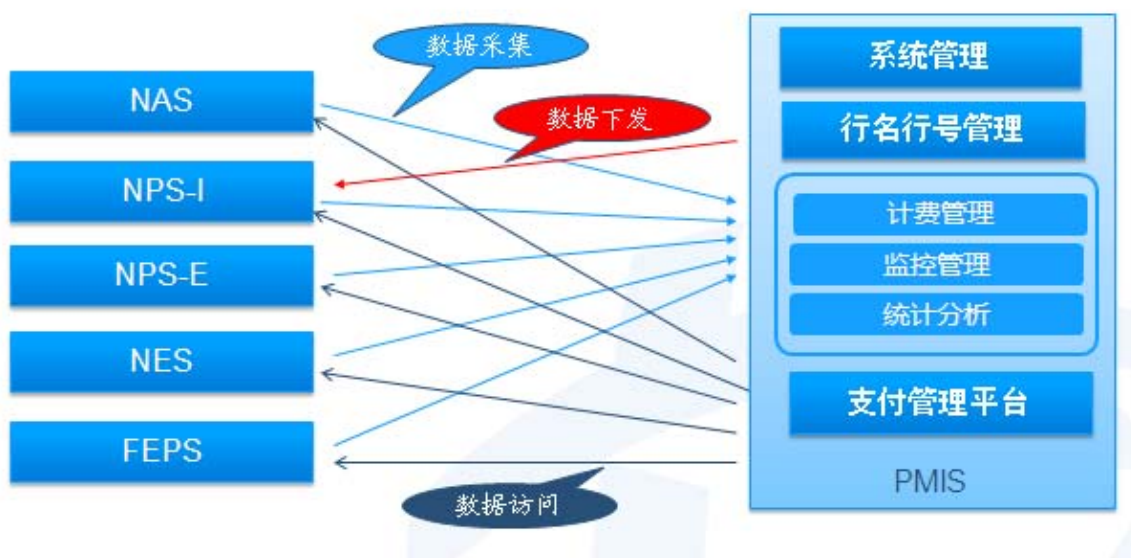 数据采集
系统管理
NAS
数据下发
行名行号管理
NPS-I
计费管理
NPS-E
监控管理
统计分析
NES
支付管理平台
FEPS
PMIS
数据访问